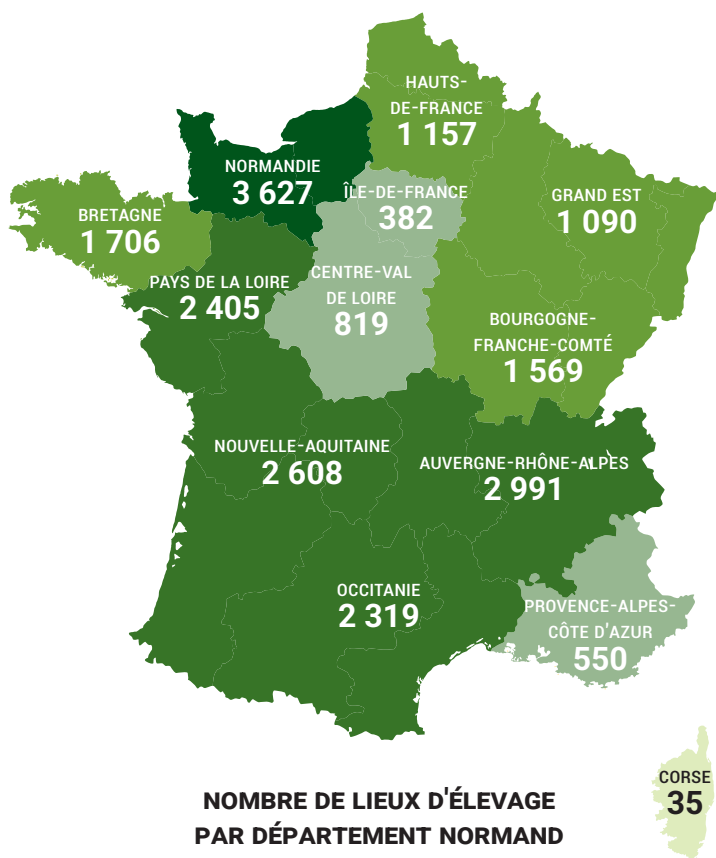 HAUTS-
DE-FRANCE
1 157
NORMANDIE
3 627
ÎLE-DE-FRANCE
382
GRAND EST
1 090
BRETAGNE
1 706
PAYS DE LA LOIRE
2 405
CENTRE-VAL
DE LOIRE
819
BOURGOGNE-
FRANCHE-COMTÉ
1 569
NOUVELLE-AQUITAINE
2 608
AUVERGNE-RHÔNE-ALPES
2 991
OCCITANIE
2 319
PROVENCE-ALPES-
CÔTE D'AZUR
550
CORSE
35
NOMBRE DE LIEUX D'ÉLEVAGE
PAR DÉPARTEMENT NORMAND